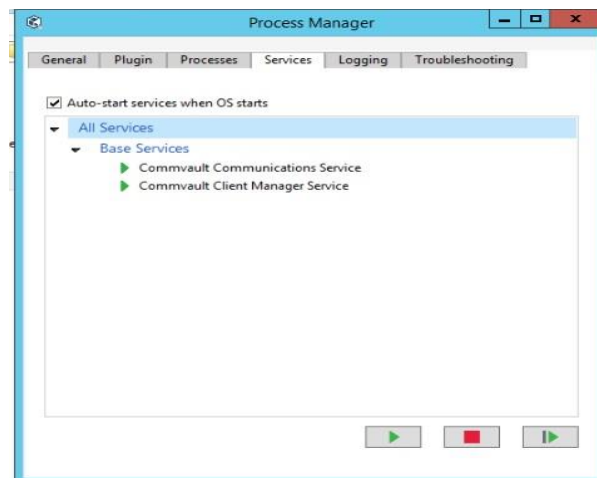 Process Manager
General Plugin Processes Services Logging Troubleshooting
Auto-start services when OS starts
All Services
Base Services
Commvault Communications Service
Commvault Client Manager Service